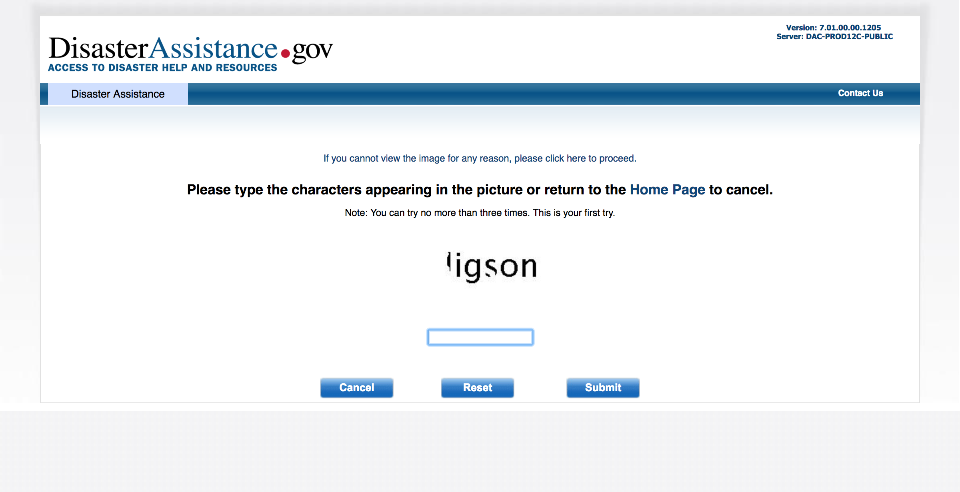 Version: 7.01.00.00.1205
Server: DAC-PROD12C-PUBLIC
DisasterAssistance.gov
ACCESS TO DISASTER HELP AND RESOURCES
Disaster Assistance
Contact Us
If you cannot view the image for any reason, please click here to proceed.
Please type the characters appearing in the picture or return to the Home Page to cancel.
Note: You can try no more than three times. This is your first try.
Cancel
Reset
Submit